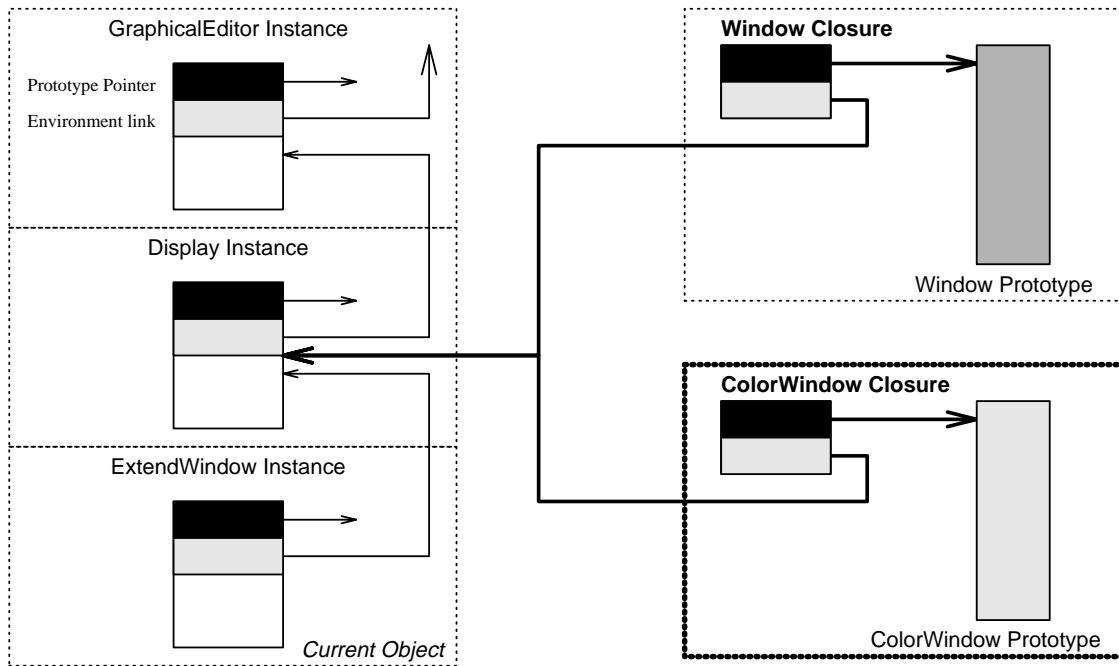 GraphicalEditor Instance
Prototype Pointer
Environment link
Display Instance
ExtendWindow Instance
Current Object
Window Closure
Window Prototype
ColorWindow Closure
ColorWindow Prototype